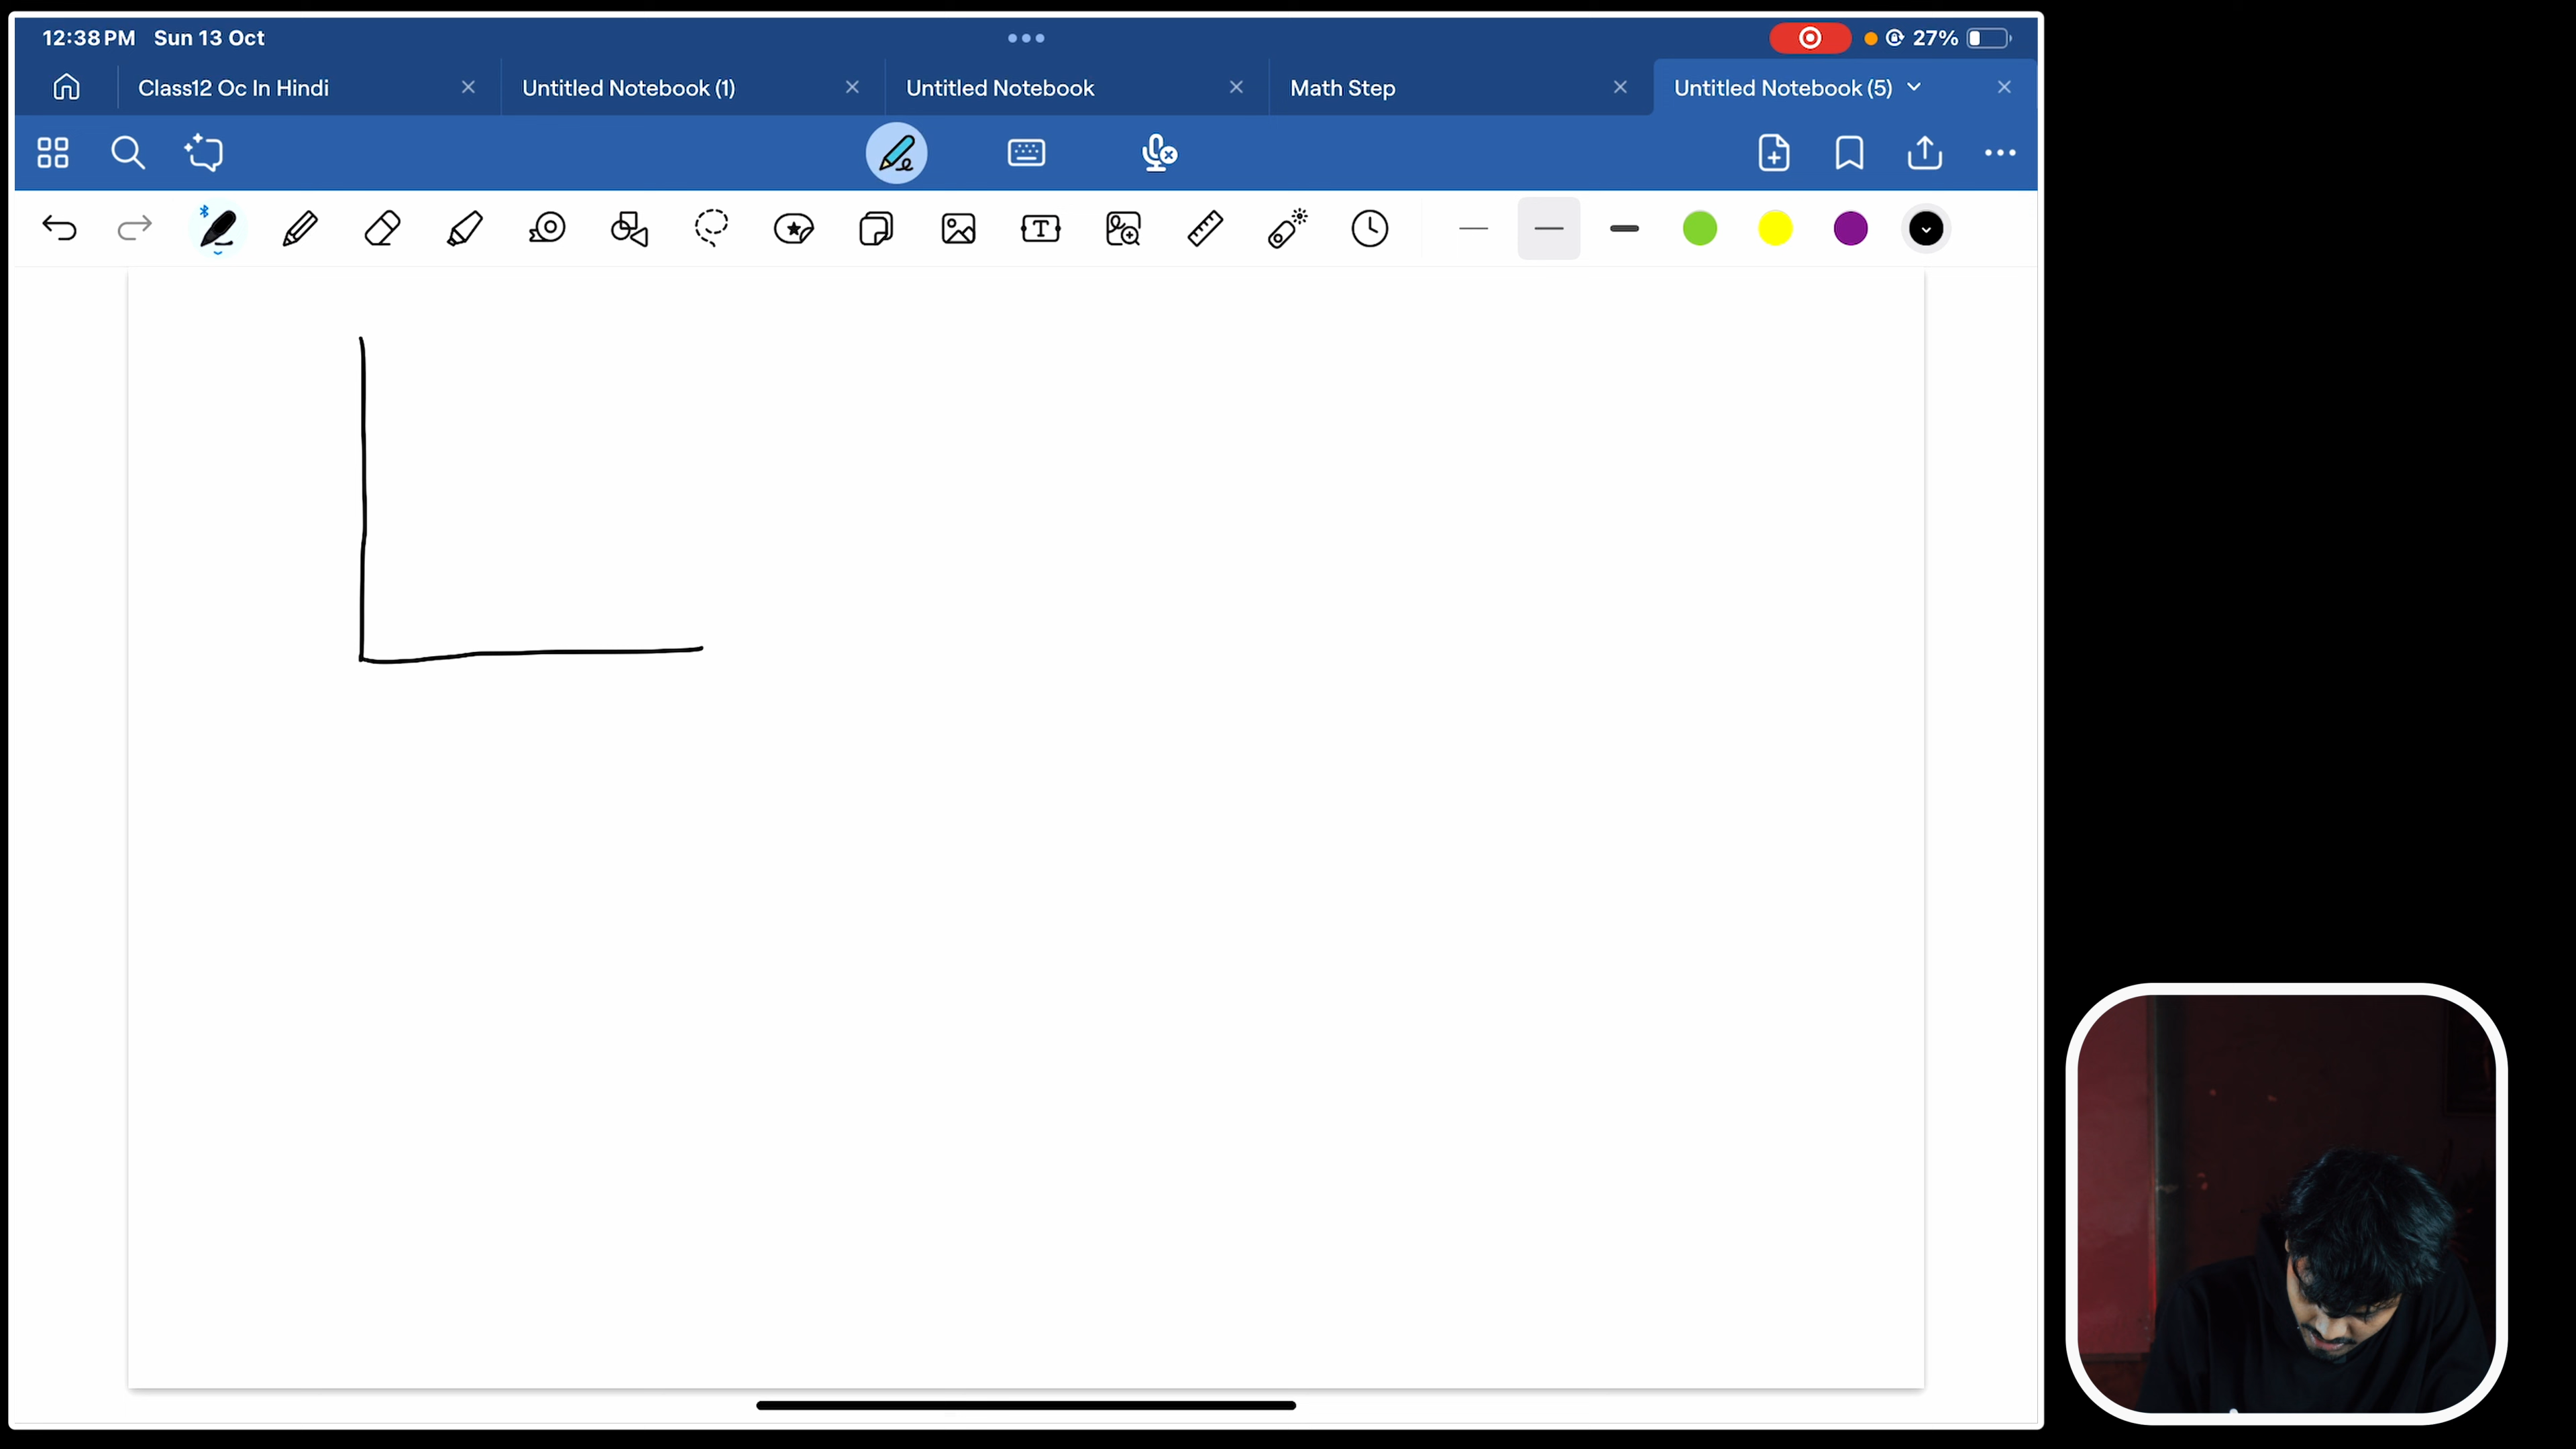 12:38 PM Sun 13 Oct
27%
Class12 Oc In Hindi
Untitled Notebook (1)
Untitled Notebook
Math Step
Untitled Notebook (5)